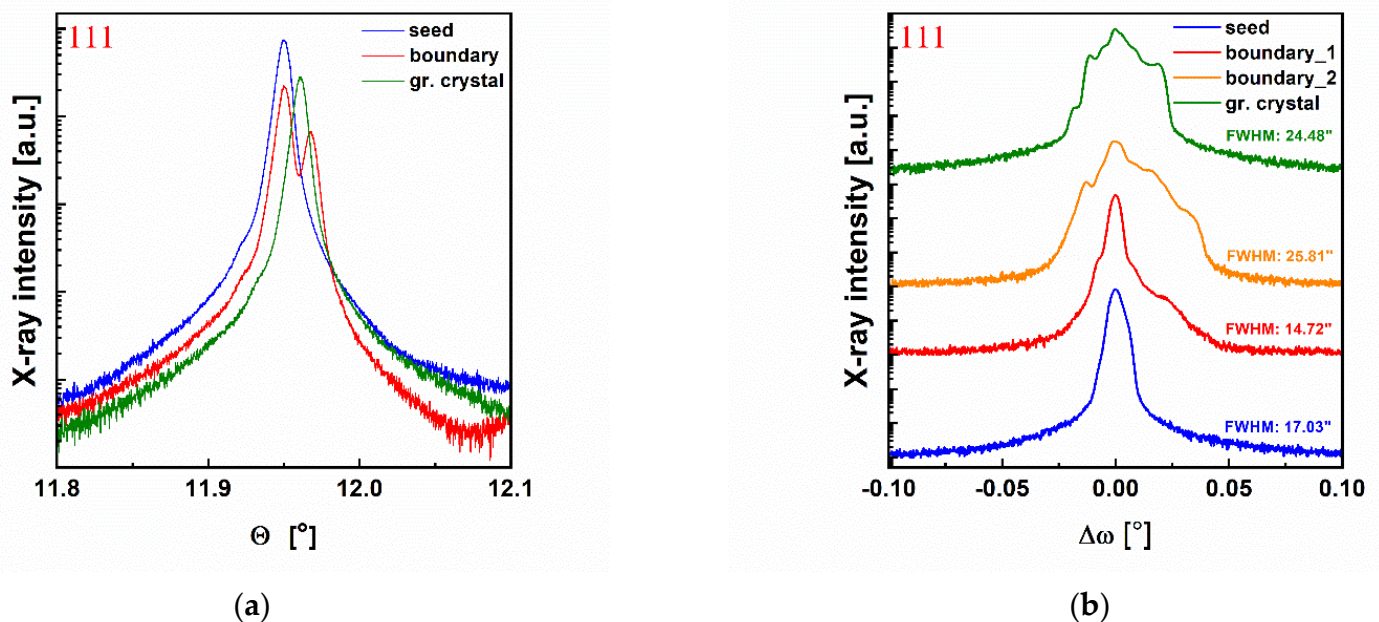 111
seed
boundary
gr. crystal
X-ray intensity [a.u.]
11.8
11.9
12.0
12.1
Θ [°]
(a)
111
seed
boundary_1
boundary_2
gr. crystal
FWHM: 24.48"
FWHM: 25.81"
FWHM: 14.72"
FWHM: 17.03"
X-ray intensity [a.u.]
-0.10
-0.05
0.00
0.05
0.10
Δω [°]
(b)